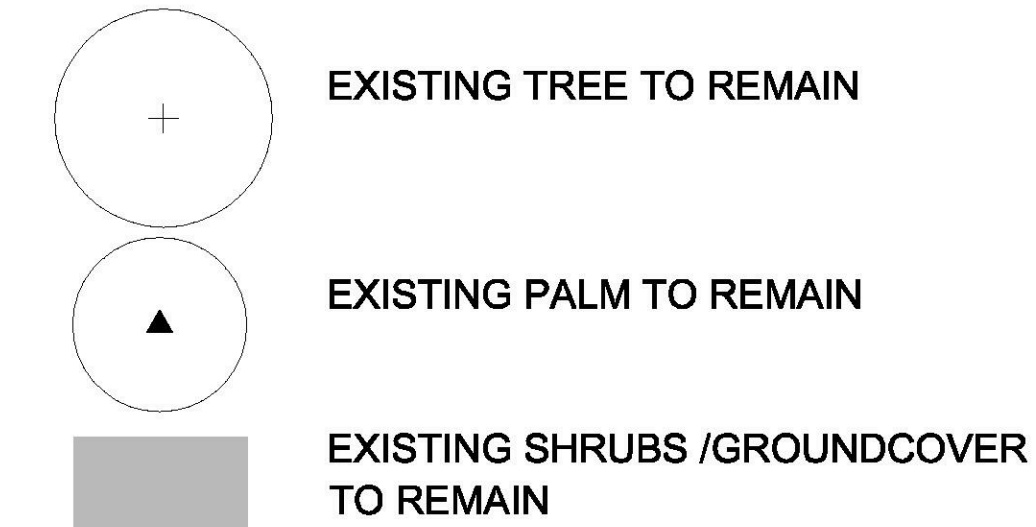 EXISTING TREE TO REMAIN
EXISTING PALM TO REMAIN
EXISTING SHRUBS /GROUNDCOVER
TO REMAIN